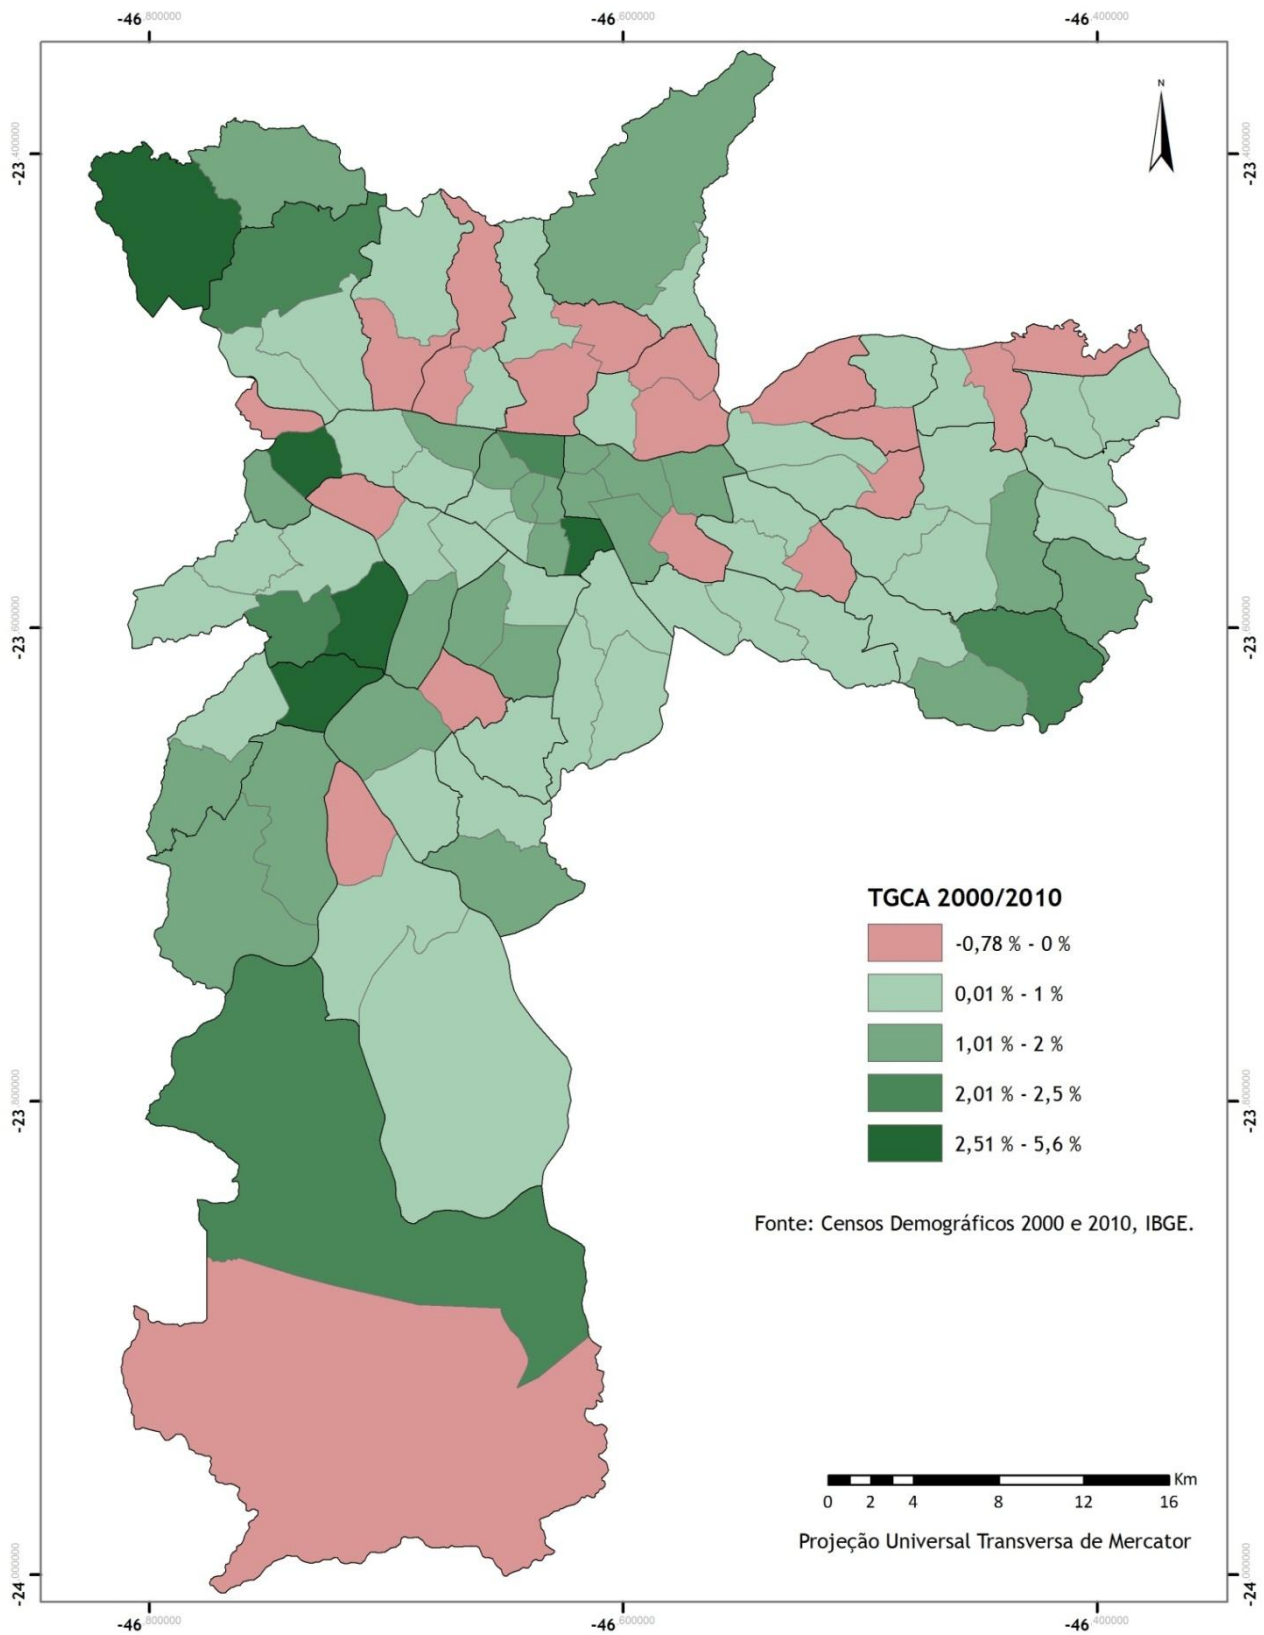 -46,800000 -46,600000 -46,400000
N
-23,400000 -23,400000
-23,600000 -23,600000
TGCA 2000/2010
-0,78 % - 0 %
0,01 % - 1 %
1,01 % - 2 %
2,01 % - 2,5 %
2,51 % - 5,6 %
-23,800000 -23,800000
Fonte: Censos Demográficos 2000 e 2010, IBGE.
Km
0 2 4 8 12 16
Projeção Universal Transversa de Mercator
-24,000000 -24,000000
-46,800000 -46,600000 -46,400000